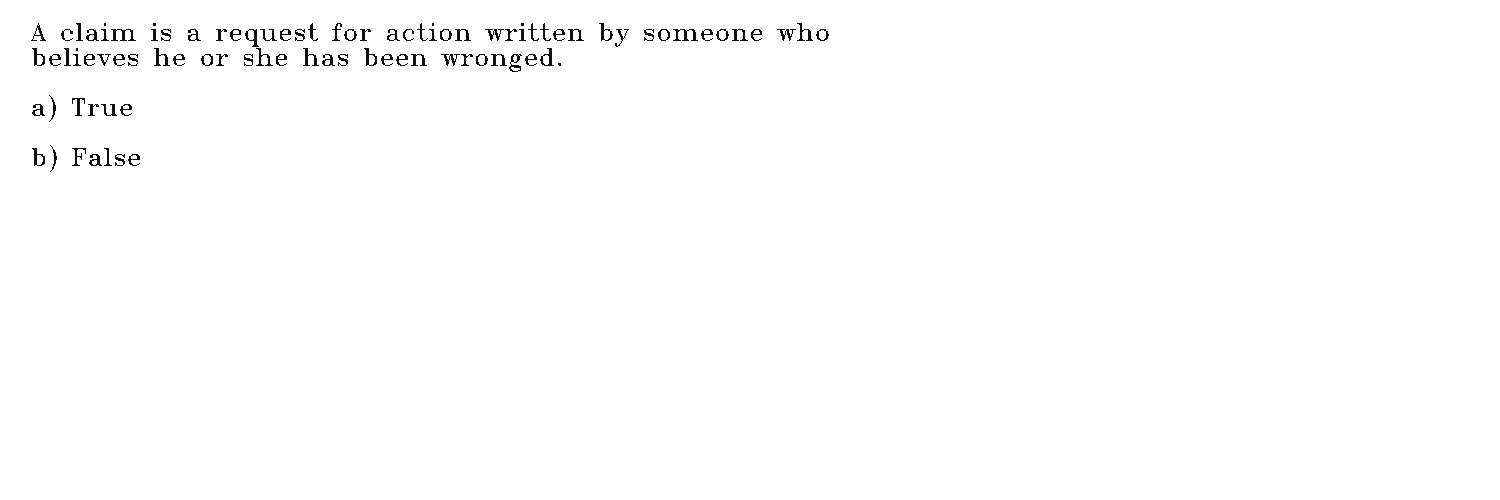 A claim is a request for action written by someone who
believes he or she has been wronged.
a) True
b) False